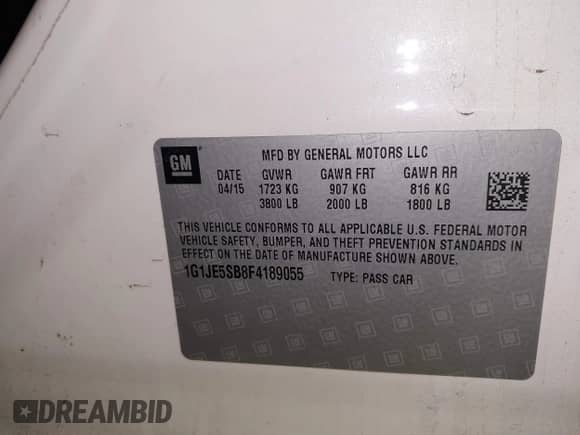 GM
MFD BY GENERAL MOTORS LLC
DATE GVWR GAWR FRT GAWR RR
04/15 1723 KG 907 KG 816 KG
3800 LB 2000 LB 1800 LB
THIS VEHICLE CONFORMS TO ALL APPLICABLE U.S. FEDERAL MOTOR
VEHICLE SAFETY, BUMPER, AND THEFT PREVENTION STANDARDS IN
EFFECT ON THE DATE OF MANUFACTURE SHOWN ABOVE.
1G1JE5SB8F4189055 TYPE: PASS CAR
DREAMBID